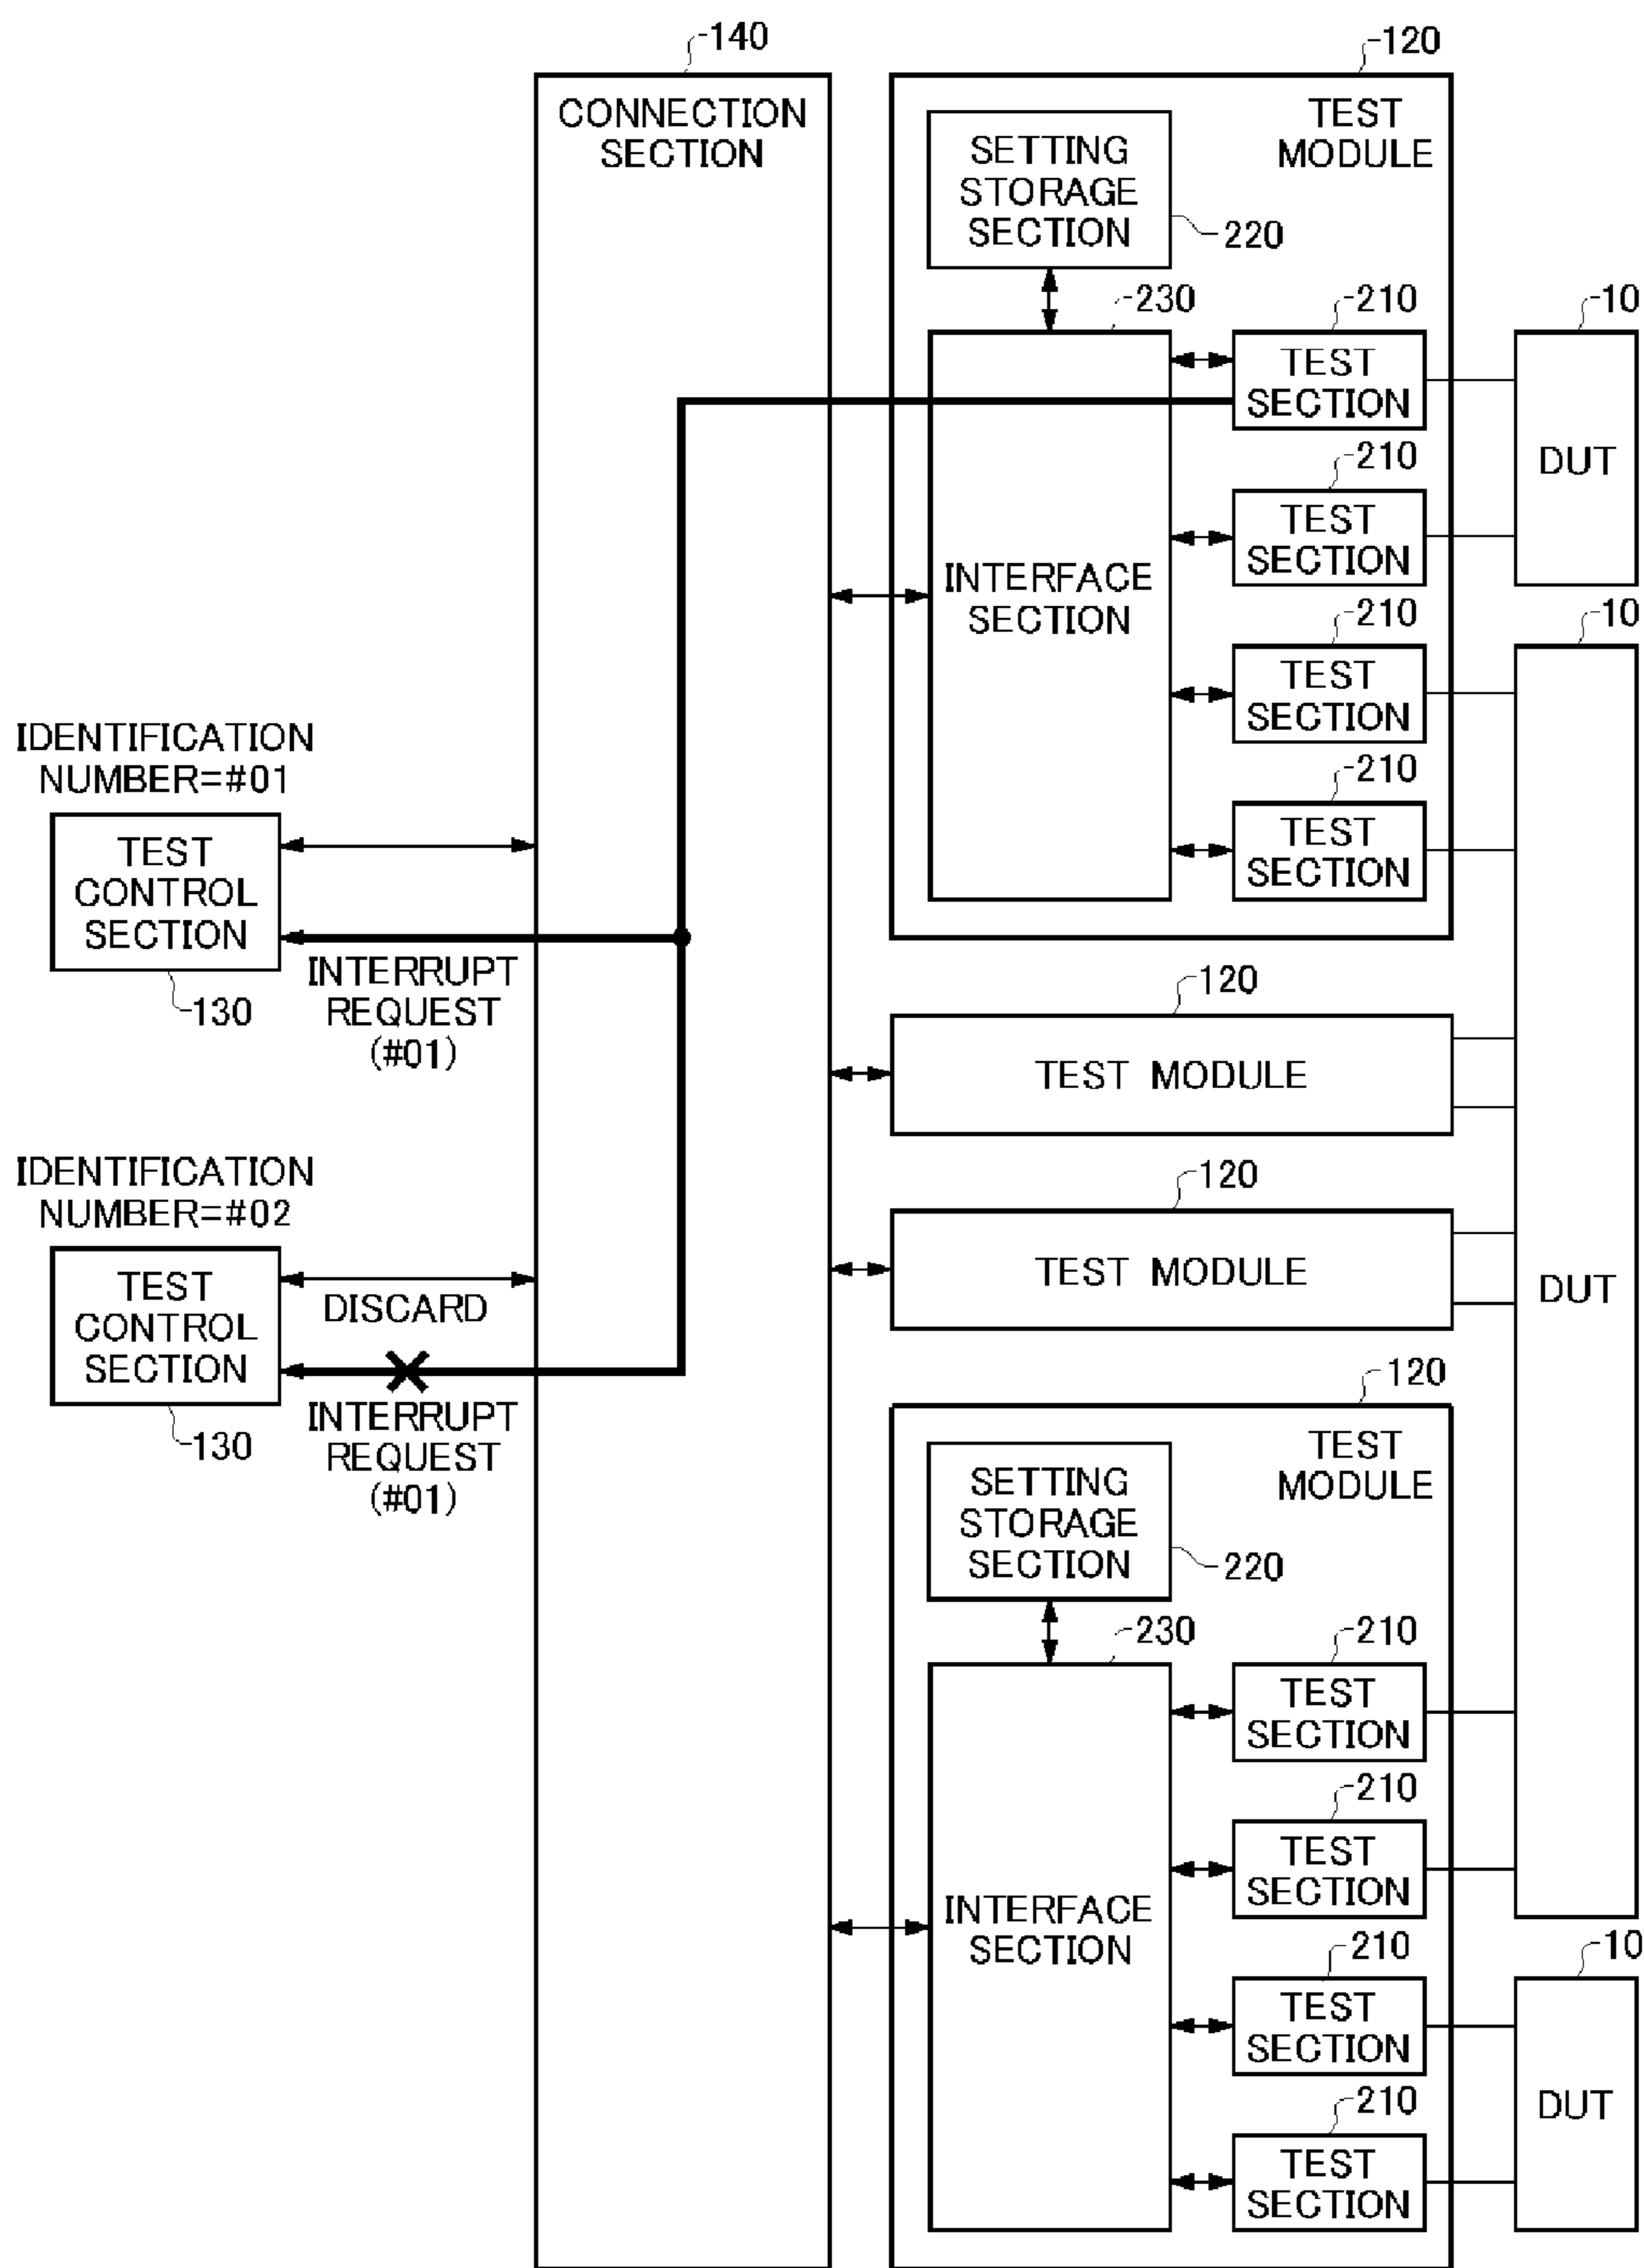 140
CONNECTION
SECTION
120
TEST
MODULE
SETTING
STORAGE
SECTION
220
230
INTERFACE
SECTION
210
TEST
SECTION
210
TEST
SECTION
210
TEST
SECTION
210
TEST
SECTION
10
DUT
10
DUT
IDENTIFICATION
NUMBER=#01
TEST
CONTROL
SECTION
130
INTERRUPT
REQUEST
(#01)
120
TEST MODULE
120
TEST MODULE
IDENTIFICATION
NUMBER=#02
TEST
CONTROL
SECTION
130
DISCARD
INTERRUPT
REQUEST
(#01)
120
TEST
MODULE
SETTING
STORAGE
SECTION
220
230
INTERFACE
SECTION
210
TEST
SECTION
210
TEST
SECTION
210
TEST
SECTION
210
TEST
SECTION
10
DUT